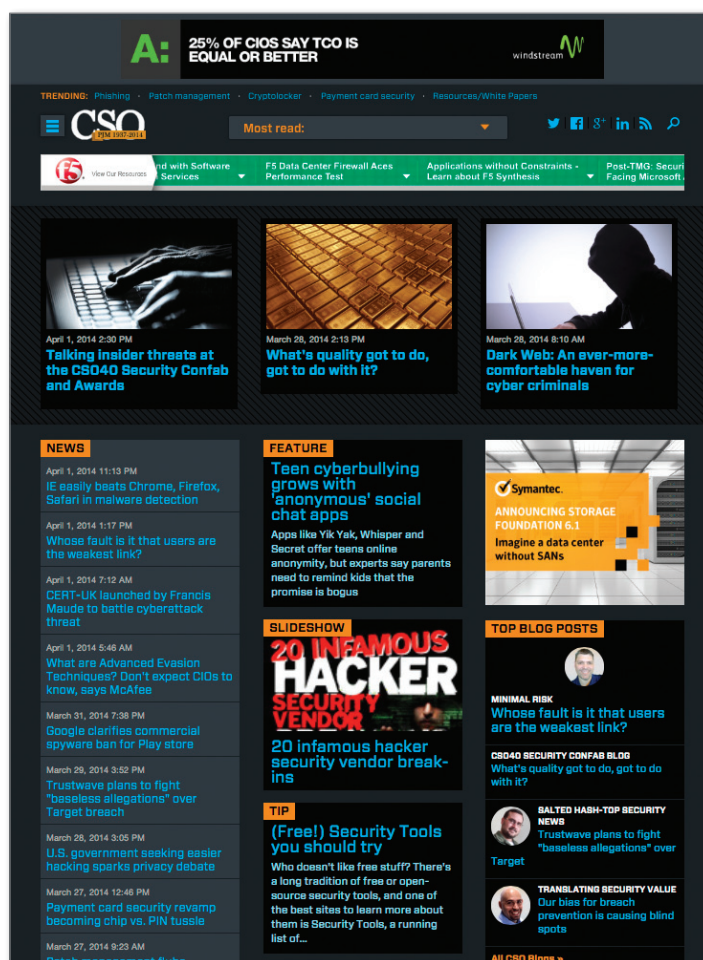 A:
25% OF CIOS SAY TCO IS
EQUAL OR BETTER
windstream
TRENDING: Phishing • Patch management • Cryptolocker • Payment card security • Resources/White Papers
CSO
PJM 1937-2014
Most read:
f5
View Our Resources
nd with Software
Services
F5 Data Center Firewall Aces
Performance Test
Applications without Constraints -
Learn about F5 Synthesis
Post-TMG: Securi
Facing Microsoft
April 1, 2014 2:30 PM
Talking insider threats at
the CSO40 Security Confab
and Awards
March 28, 2014 2:13 PM
What's quality got to do,
got to do with it?
March 28, 2014 8:10 AM
Dark Web: An ever-more-
comfortable haven for
cyber criminals
NEWS
April 1, 2014 11:13 PM
IE easily beats Chrome, Firefox,
Safari in malware detection
April 1, 2014 1:17 PM
Whose fault is it that users are
the weakest link?
April 1, 2014 7:12 AM
CERT-UK launched by Francis
Maude to battle cyberattack
threat
April 1, 2014 5:46 AM
What are Advanced Evasion
Techniques? Don't expect CIOs to
know, says McAfee
March 31, 2014 7:38 PM
Google clarifies commercial
spyware ban for Play store
March 29, 2014 3:52 PM
Trustwave plans to fight
"baseless allegations" over
Target breach
March 28, 2014 3:05 PM
U.S. government seeking easier
hacking sparks privacy debate
March 27, 2014 12:46 PM
Payment card security revamp
becoming chip vs. PIN tussle
March 27, 2014 9:23 AM
FEATURE
Teen cyberbullying
grows with
'anonymous' social
chat apps
Apps like Yik Yak, Whisper and
Secret offer teens online
anonymity, but experts say parents
need to remind kids that the
promise is bogus
SLIDESHOW
20 INFAMOUS
HACKER
SECURITY
VENDOR
20 infamous hacker
security vendor break-
ins
TIP
(Free!) Security Tools
you should try
Who doesn't like free stuff? There's
a long tradition of free or open-
source security tools, and one of
the best sites to learn more about
them is Security Tools, a running
list of...
Symantec.
ANNOUNCING STORAGE
FOUNDATION 6.1
Imagine a data center
without SANs
TOP BLOG POSTS
MINIMAL RISK
Whose fault is it that users
are the weakest link?
CSO40 SECURITY CONFAB BLOG
What's quality got to do, got to do
with it?
SALTED HASH-TOP SECURITY
NEWS
Trustwave plans to fight
"baseless allegations" over
Target
TRANSLATING SECURITY VALUE
Our bias for breach
prevention is causing blind
spots
All CSO Blogs »